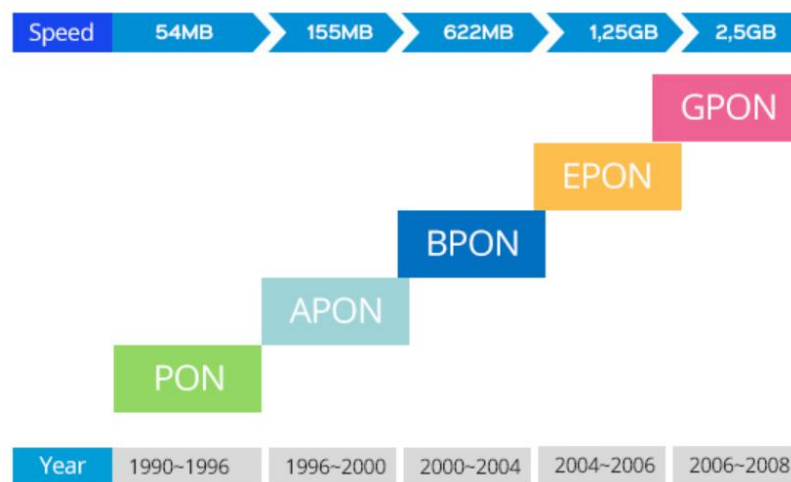 Speed 54MB 155MB 622MB 1,25GB 2,5GB
GPON
EPON
BPON
APON
PON
Year 1990~1996 1996~2000 2000~2004 2004~2006 2006~2008